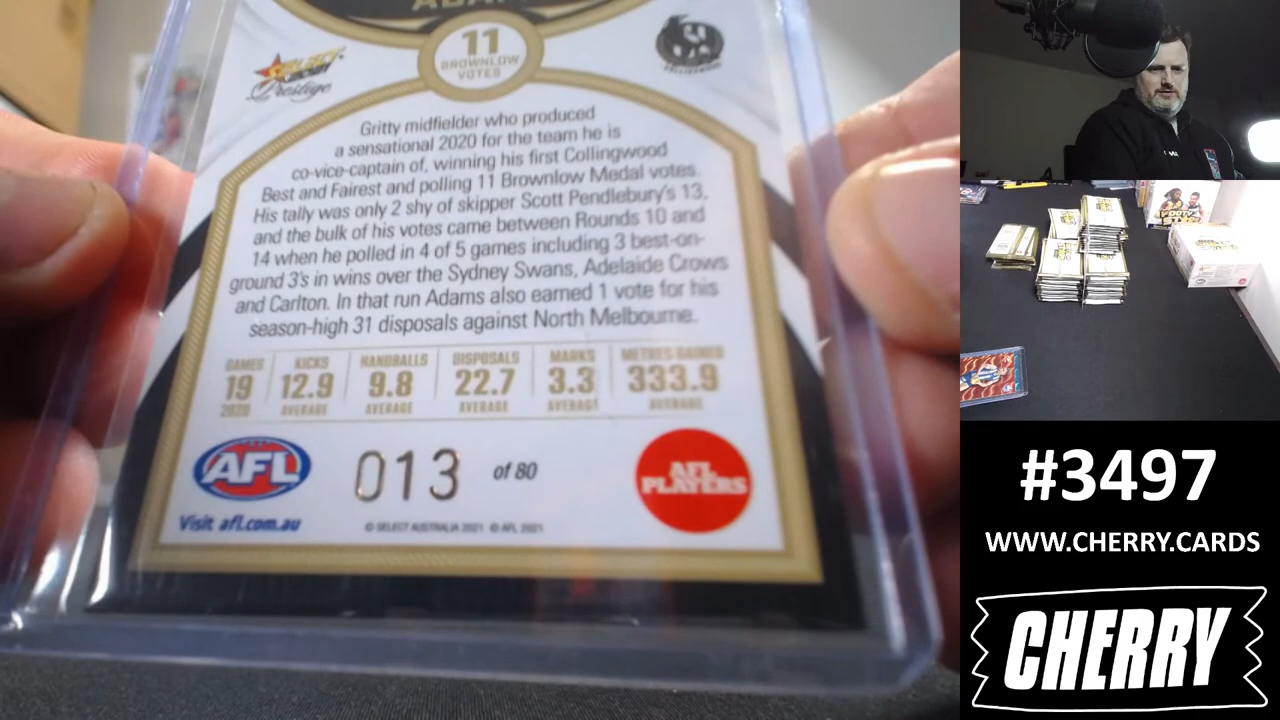 ADAMS
11
BROWNLOW
VOTES
SELECT
Prestige
COLLINGWOOD
Gritty midfielder who produced
a sensational 2020 for the team he is
co-vice-captain of, winning his first Collingwood
Best and Fairest and polling 11 Brownlow Medal votes.
His tally was only 2 shy of skipper Scott Pendlebury's 13,
and the bulk of his votes came between Rounds 10 and
14 when he polled in 4 of 5 games including 3 best-on-
ground 3's in wins over the Sydney Swans, Adelaide Crows
and Carlton. In that run Adams also earned 1 vote for his
season-high 31 disposals against North Melbourne.
GAMES KICKS HANDBALLS DISPOSALS MARKS METRES GAINED
19 12.9 9.8 22.7 3.3 333.9
2020 AVERAGE AVERAGE AVERAGE AVERAGE AVERAGE
AFL
013 of 80
AFL
PLAYERS
Visit afl.com.au
© SELECT AUSTRALIA 2021 © AFL 2021
FOOTY
#3497
WWW.CHERRY.CARDS
CHERRY